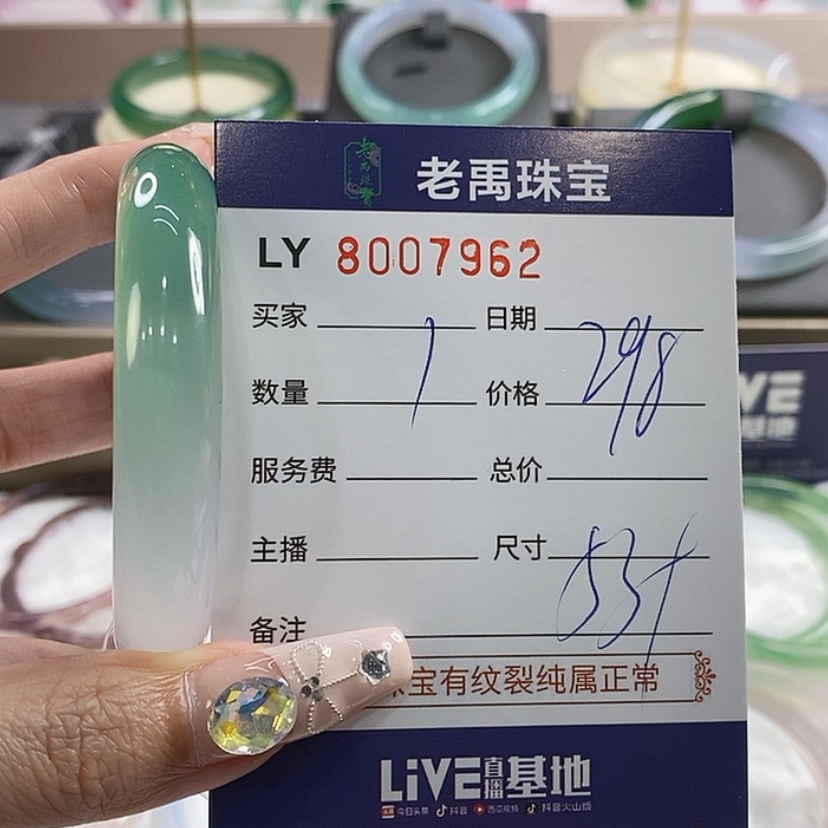 老禹珠宝
LY 8007962
买家 日期
数量 1 价格 298
服务费 总价
主播 尺寸 53+
备注
宝有纹裂纯属正常
LiVE直播基地
今日头条 抖音 西瓜视频 抖音火山版